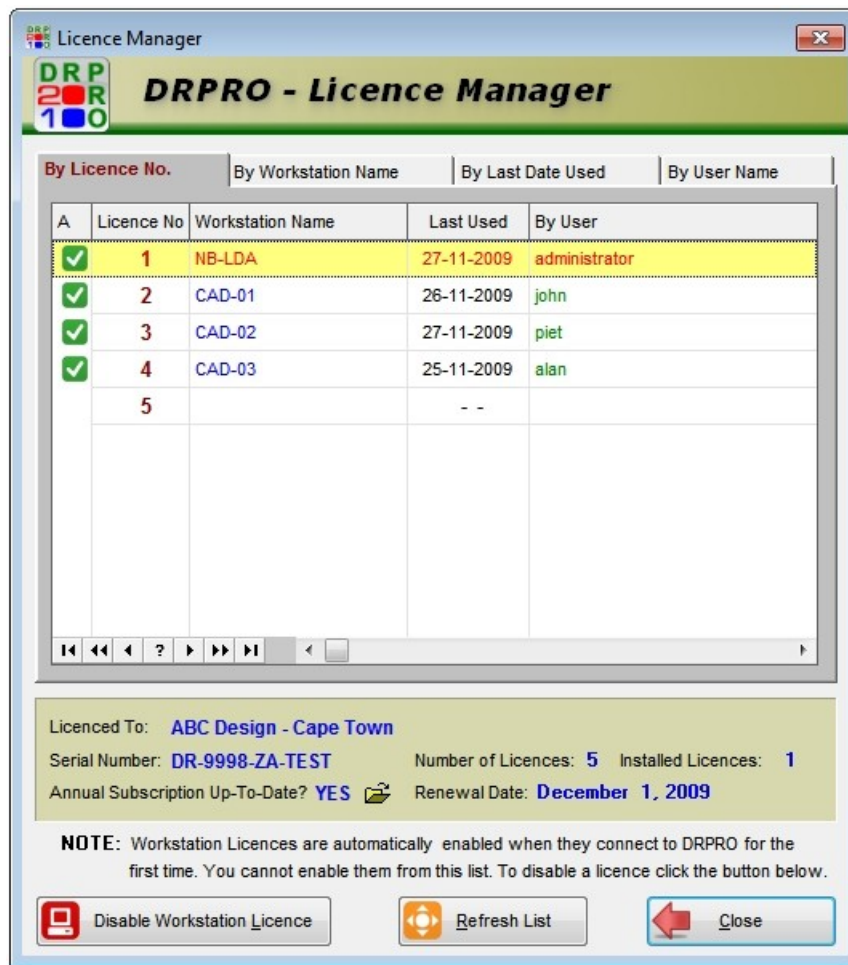 Licence Manager
DRP
2 R
1 O
DRPRO - Licence Manager
By Licence No. By Workstation Name By Last Date Used By User Name
A Licence No Workstation Name Last Used By User
1 NB-LDA 27-11-2009 administrator
2 CAD-01 26-11-2009 john
3 CAD-02 27-11-2009 piet
4 CAD-03 25-11-2009 alan
5 - -
?
Licenced To: ABC Design - Cape Town
Serial Number: DR-9998-ZA-TEST Number of Licences: 5 Installed Licences: 1
Annual Subscription Up-To-Date? YES Renewal Date: December 1, 2009
NOTE: Workstation Licences are automatically enabled when they connect to DRPRO for the
first time. You cannot enable them from this list. To disable a licence click the button below.
Disable Workstation Licence Refresh List Close